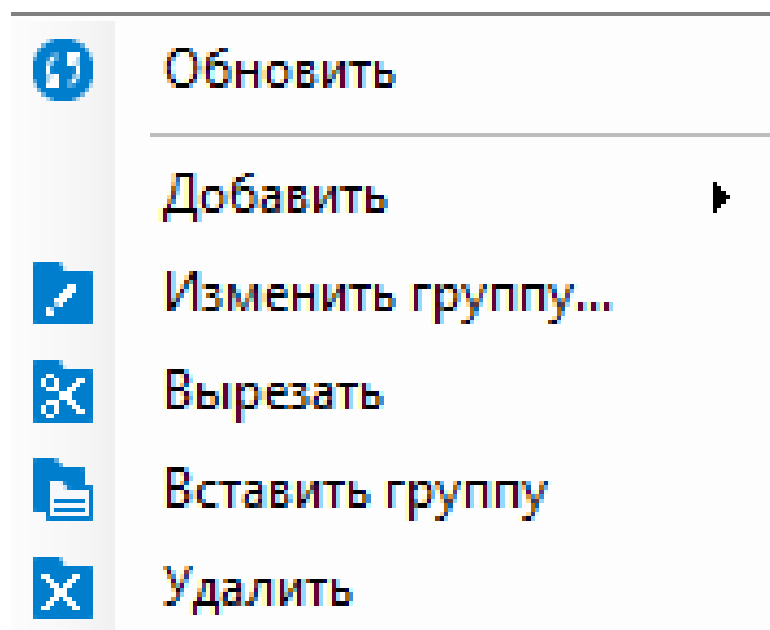 Обновить
Добавить
Изменить группу...
Вырезать
Вставить группу
Удалить